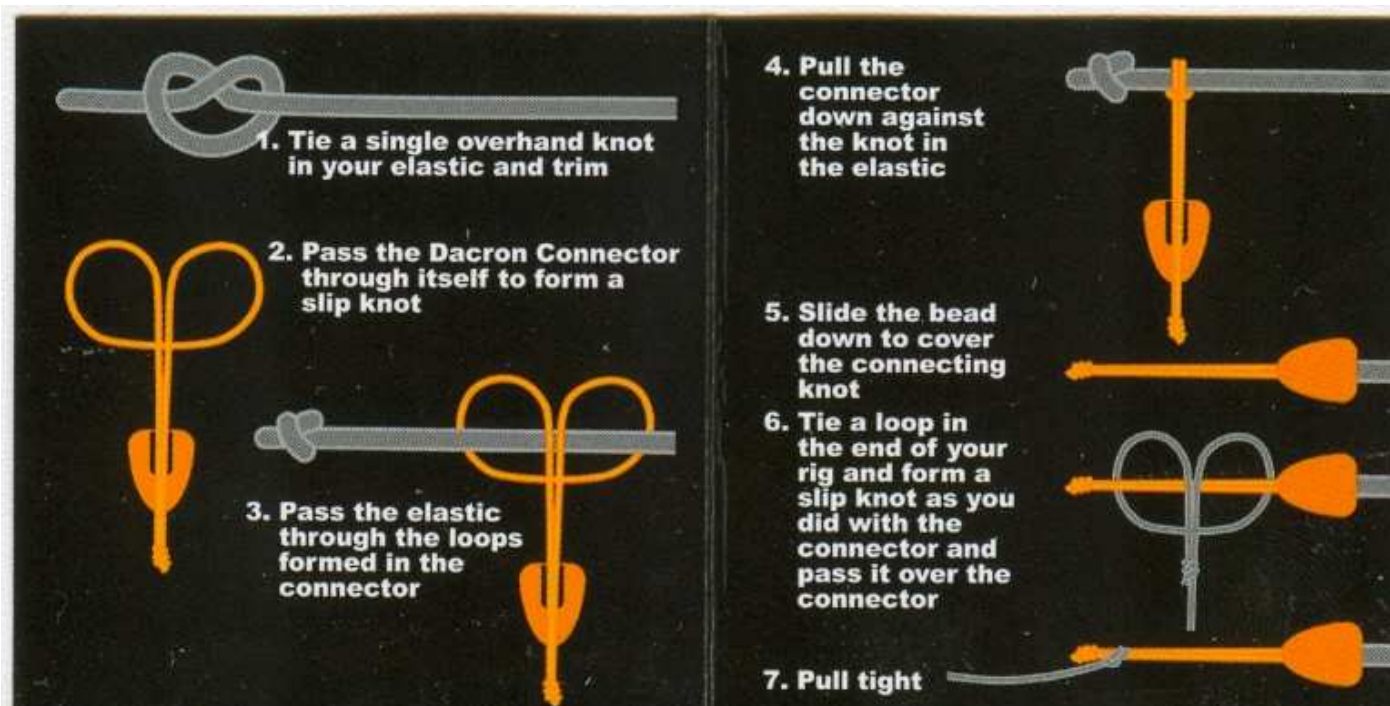 1. Tie a single overhand knot
in your elastic and trim
2. Pass the Dacron Connector
through itself to form a
slip knot
3. Pass the elastic
through the loops
formed in the
connector
4. Pull the
connector
down against
the knot in
the elastic
5. Slide the bead
down to cover
the connecting
knot
6. Tie a loop in
the end of your
rig and form a
slip knot as you
did with the
connector and
pass it over the
connector
7. Pull tight